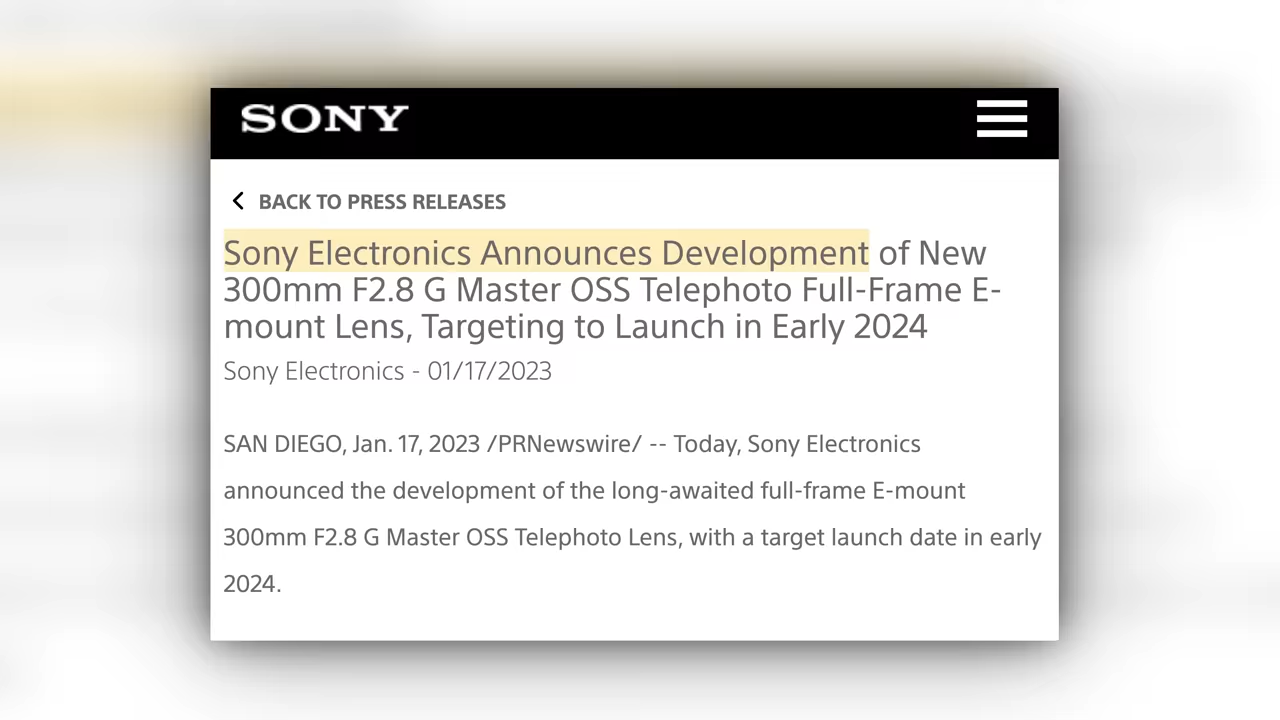 SONY
BACK TO PRESS RELEASES
Sony Electronics Announces Development of New
300mm F2.8 G Master OSS Telephoto Full-Frame E-
mount Lens, Targeting to Launch in Early 2024
Sony Electronics - 01/17/2023
SAN DIEGO, Jan. 17, 2023 /PRNewswire/ -- Today, Sony Electronics
announced the development of the long-awaited full-frame E-mount
300mm F2.8 G Master OSS Telephoto Lens, with a target launch date in early
2024.